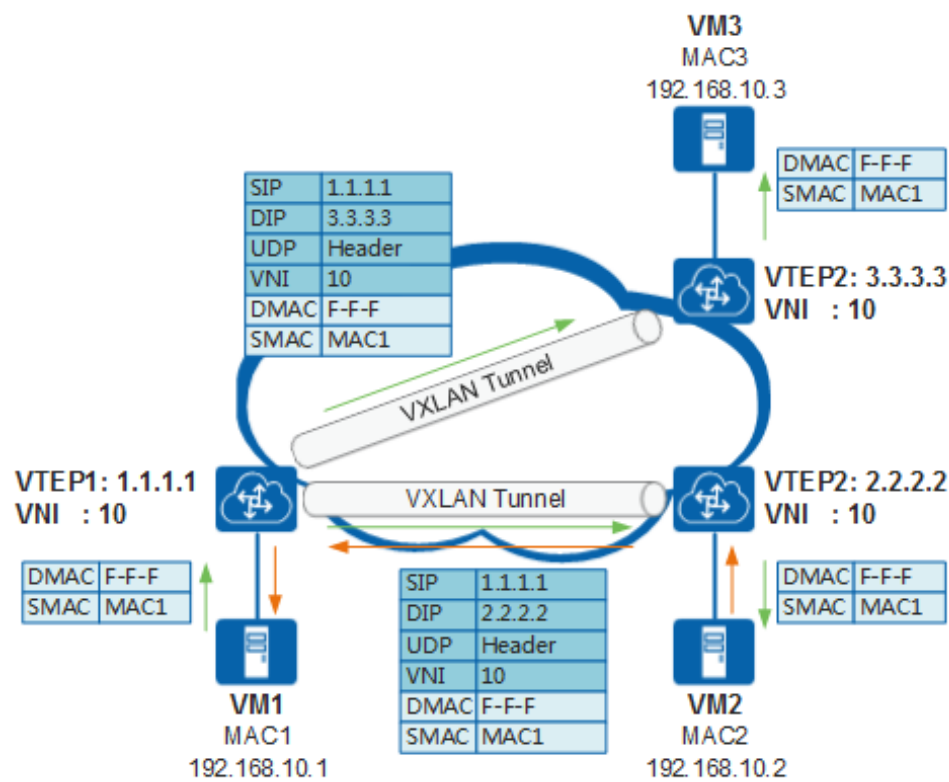 VM3
MAC3
192.168.10.3
DMAC F-F-F
SMAC MAC1
SIP 1.1.1.1
DIP 3.3.3.3
UDP Header
VNI 10
DMAC F-F-F
SMAC MAC1
VTEP2: 3.3.3.3
VNI : 10
VXLAN Tunnel
VTEP1: 1.1.1.1
VNI : 10
VXLAN Tunnel
VTEP2: 2.2.2.2
VNI : 10
DMAC F-F-F
SMAC MAC1
SIP 1.1.1.1
DIP 2.2.2.2
UDP Header
VNI 10
DMAC F-F-F
SMAC MAC1
DMAC F-F-F
SMAC MAC1
VM1
MAC1
192.168.10.1
VM2
MAC2
192.168.10.2